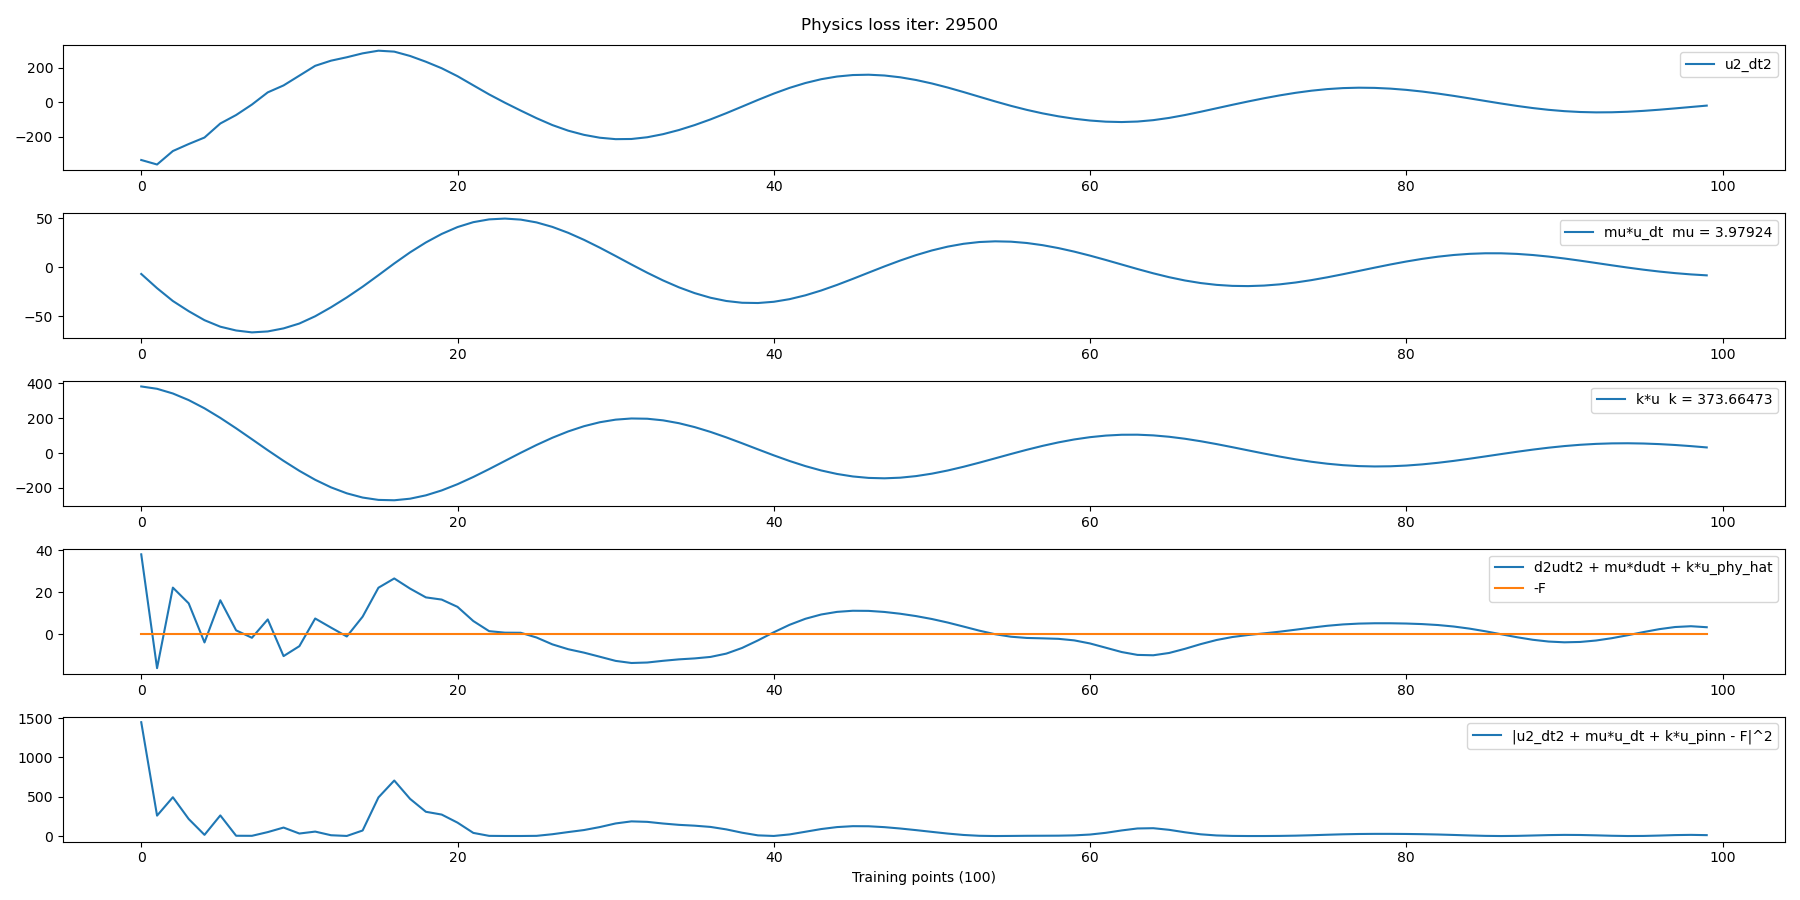 Physics loss iter: 29500
200
0
−200
u2_dt2
0 20 40 60 80 100
50
0
−50
mu*u_dt  mu = 3.97924
0 20 40 60 80 100
400
200
0
−200
k*u  k = 373.66473
0 20 40 60 80 100
40
20
0
d2udt2 + mu*dudt + k*u_phy_hat
-F
0 20 40 60 80 100
1500
1000
500
0
|u2_dt2 + mu*u_dt + k*u_pinn - F|^2
0 20 40 60 80 100
Training points (100)